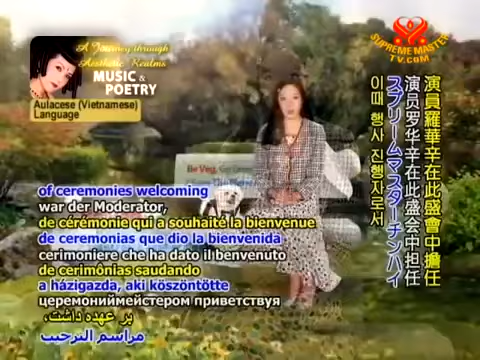 A Journey through
Aesthetic Realms
MUSIC &
POETRY
Aulacese (Vietnamese)
Language
SUPREME MASTER
TV.COM
Be Veg,
of ceremonies welcoming
war der Moderator,
de cérémonie qui a souhaité la bienvenue
de ceremonias que dio la bienvenida
cerimoniere che ha dato il benvenuto
de cerimônias saudando
a házigazda, aki köszöntötte
церемониймейстером приветствуя
بر عهده داشت،
مراسم الترحيب
演員羅華辛在此盛會中擔任
演员罗华辛在此盛会中担任
スプリームマスターチンハイ
이때 행사 진행자로서